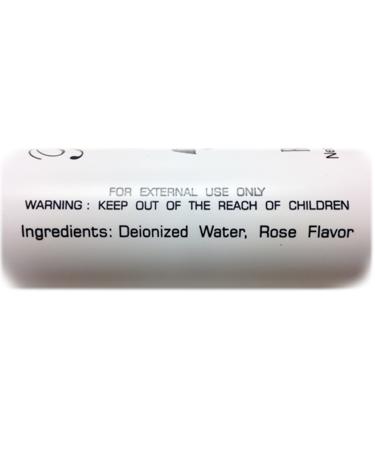 FOR EXTERNAL USE ONLY
WARNING : KEEP OUT OF THE REACH OF CHILDREN
Ingredients: Deionized Water, Rose Flavor